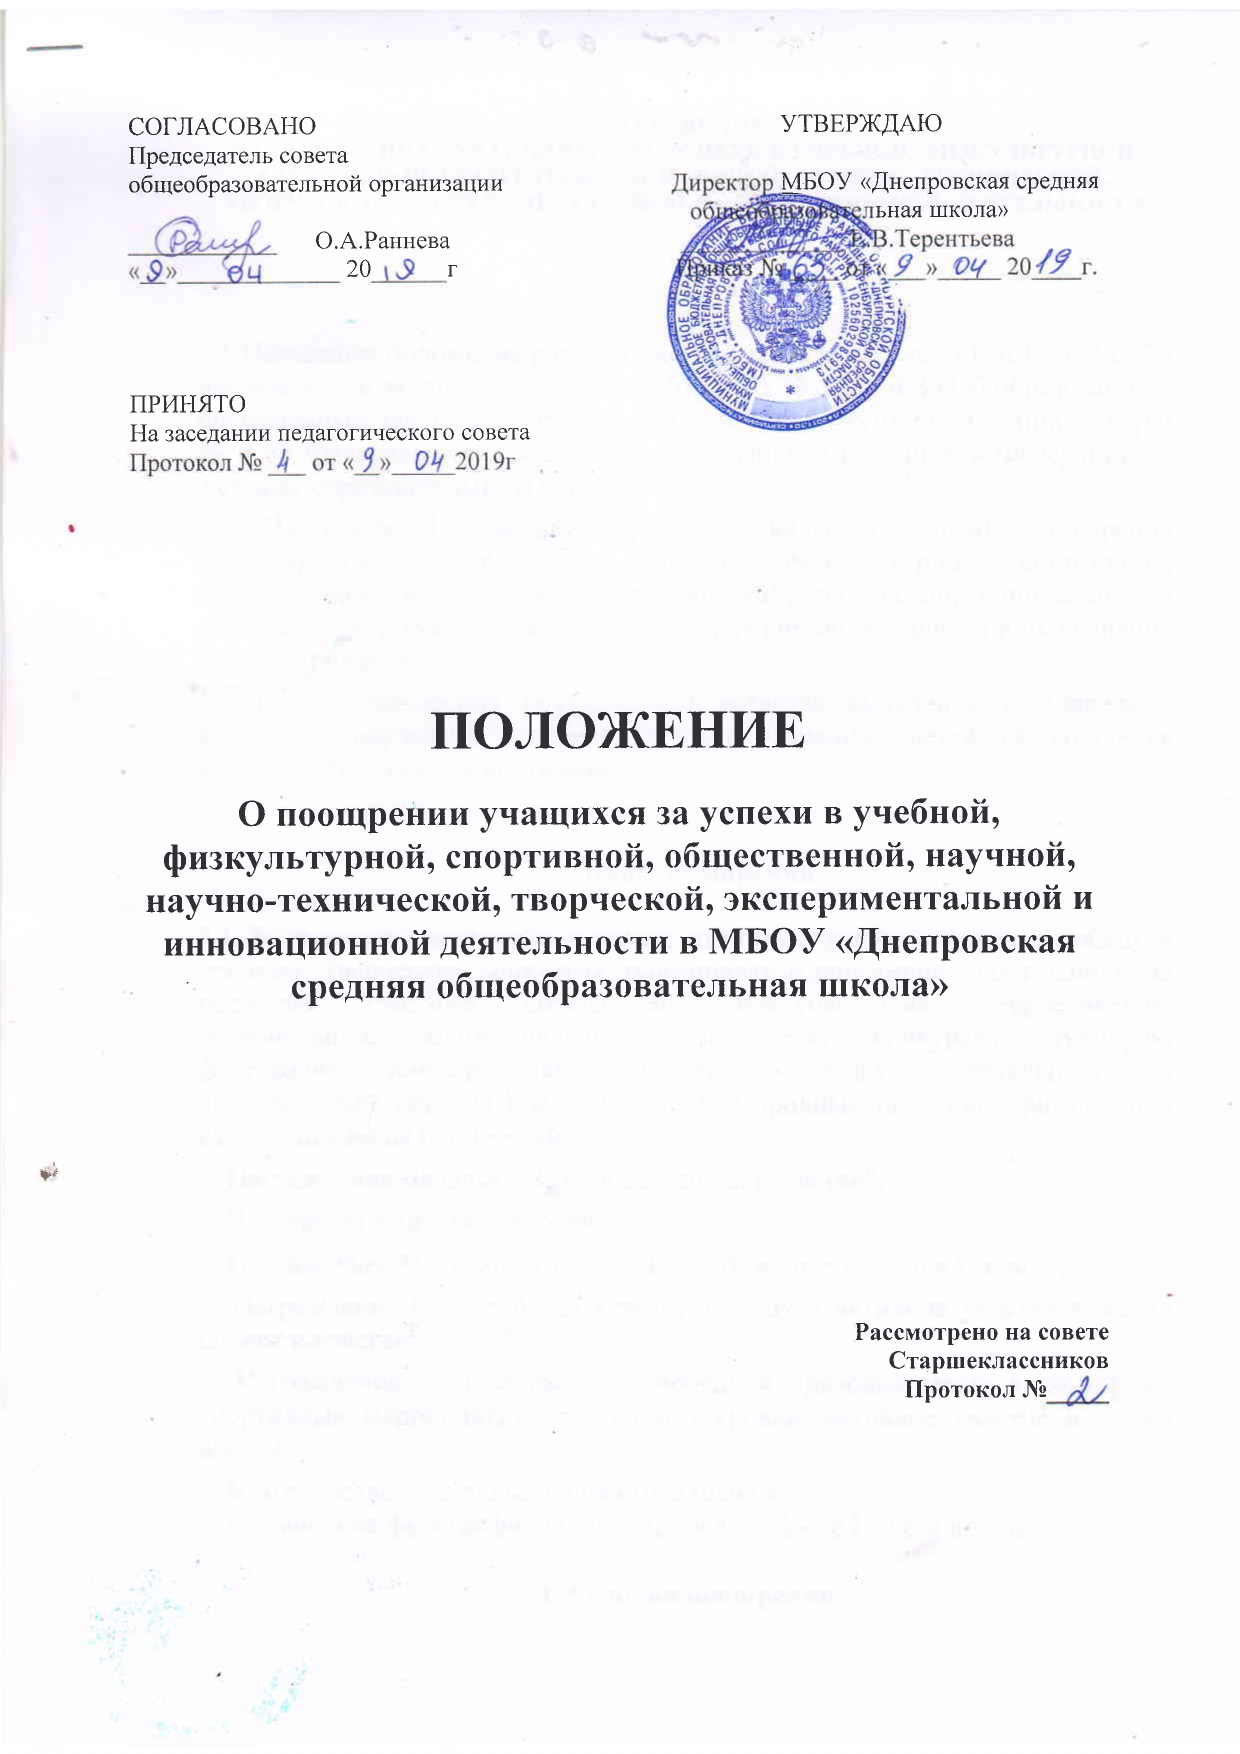 СОГЛАСОВАНО
Председатель совета
общеобразовательной организации
О.А.Раннева
«9» 04 2019 г
УТВЕРЖДАЮ
Директор МБОУ «Днепровская средняя
общеобразовательная школа»
Е.В.Терентьева
Приказ № 65 от «9» 04 2019 г.
ПРИНЯТО
На заседании педагогического совета
Протокол № 4 от «9» 04 2019г
ПОЛОЖЕНИЕ
О поощрении учащихся за успехи в учебной,
физкультурной, спортивной, общественной, научной,
научно-технической, творческой, экспериментальной и
инновационной деятельности в МБОУ «Днепровская
средняя общеобразовательная школа»
Рассмотрено на совете
Старшеклассников
Протокол № 2